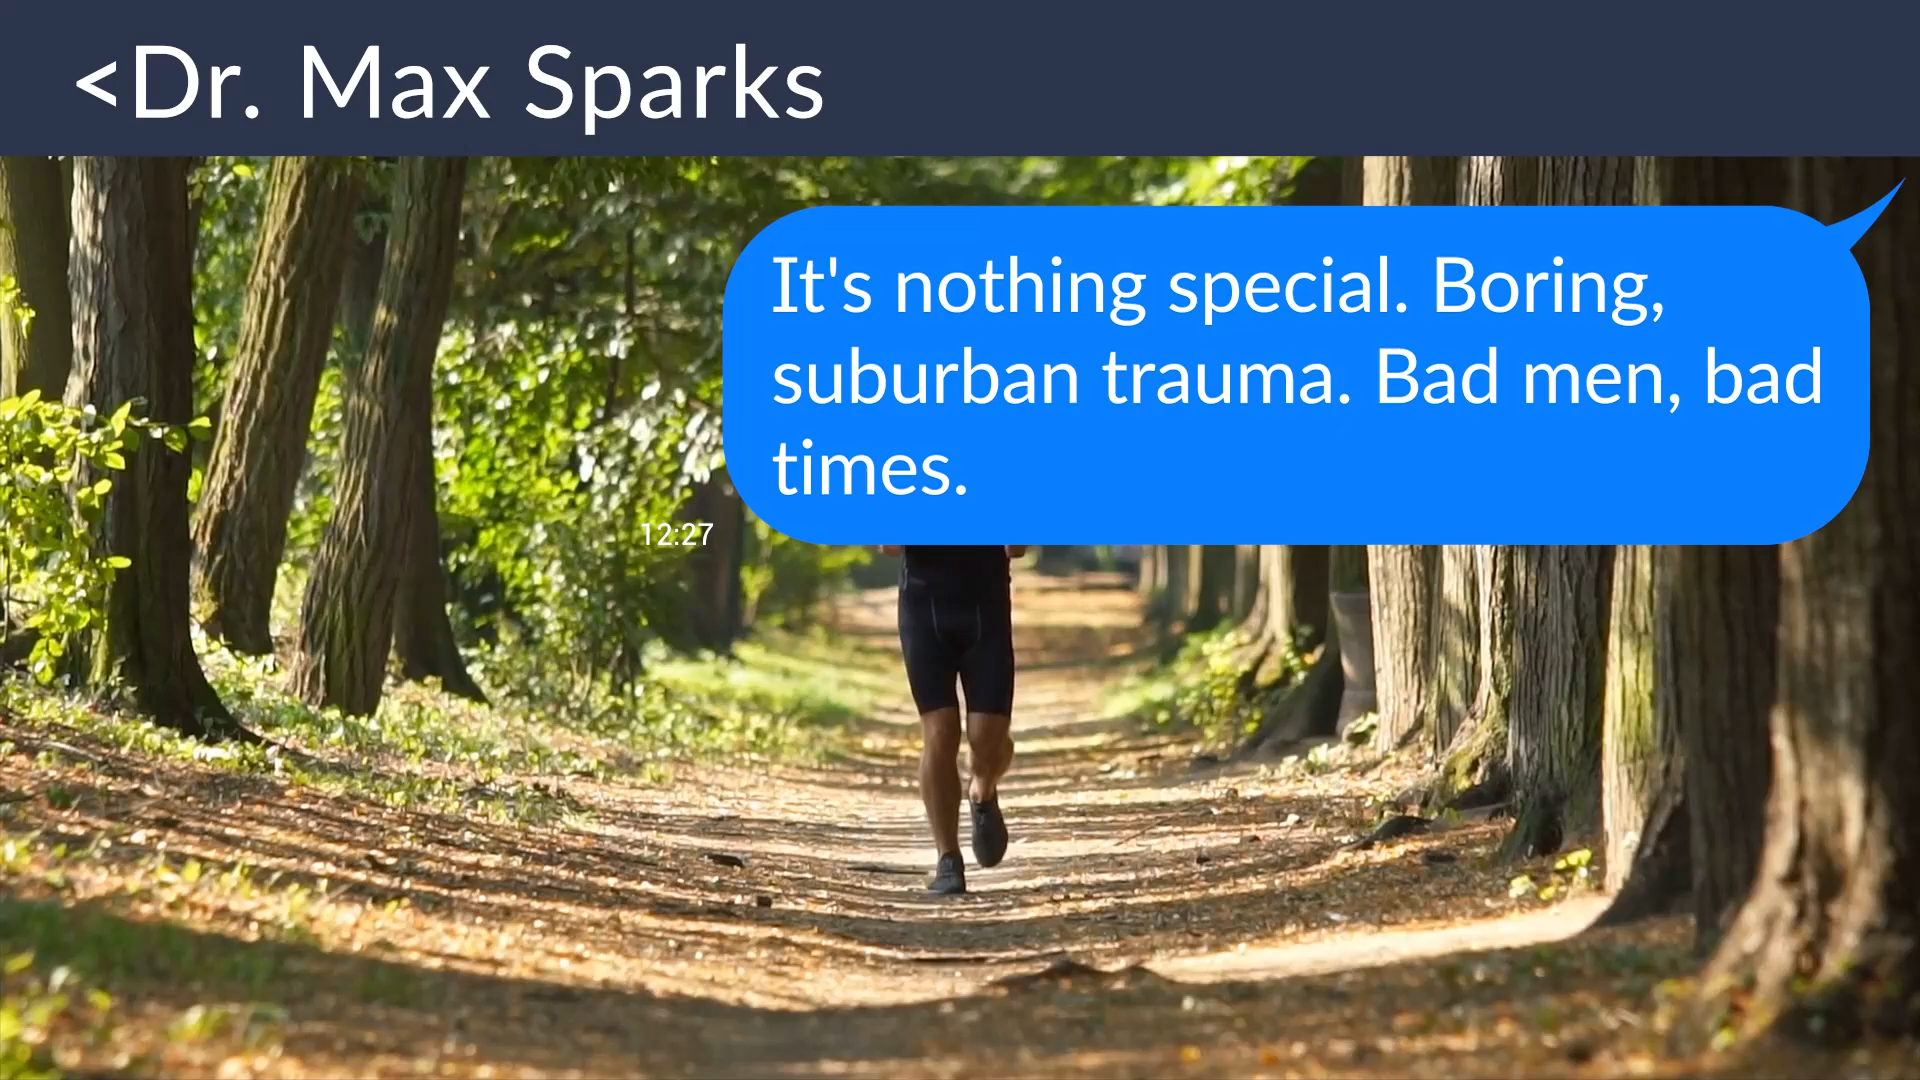 <Dr. Max Sparks
It's nothing special. Boring,
suburban trauma. Bad men, bad
times.
12:27